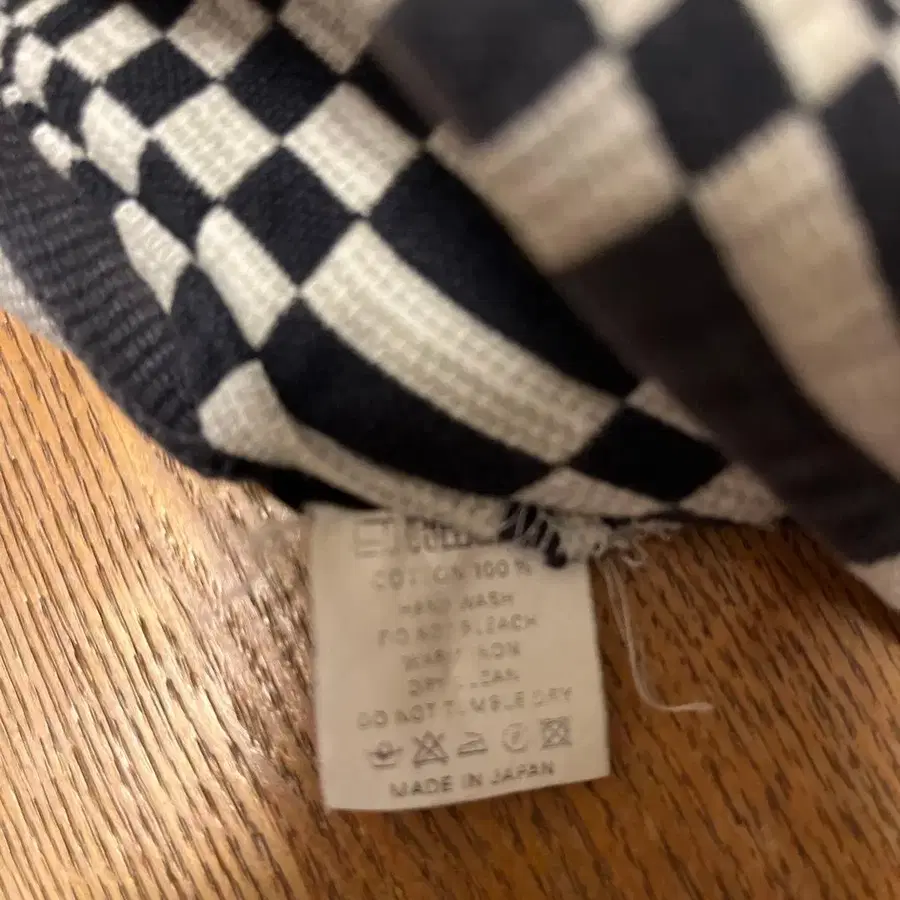 COTTON 100%
HAND WASH
DO NOT BLEACH
WARM IRON
DRY CLEAN
DO NOT TUMBLE DRY
MADE IN JAPAN